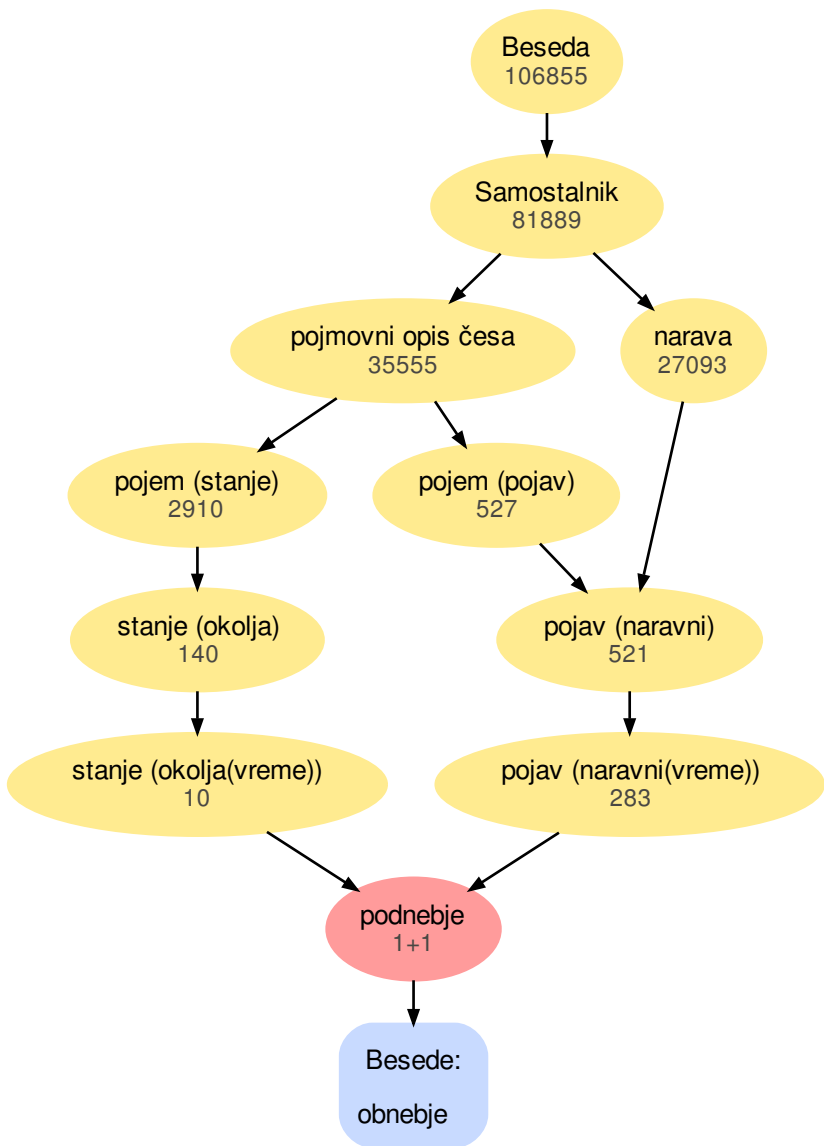 Beseda
106855
Samostalnik
81889
pojmovni opis česa
35555
narava
27093
pojem (stanje)
2910
pojem (pojav)
527
stanje (okolja)
140
pojav (naravni)
521
stanje (okolja(vreme))
10
pojav (naravni(vreme))
283
podnebje
1+1
Besede:
obnebje